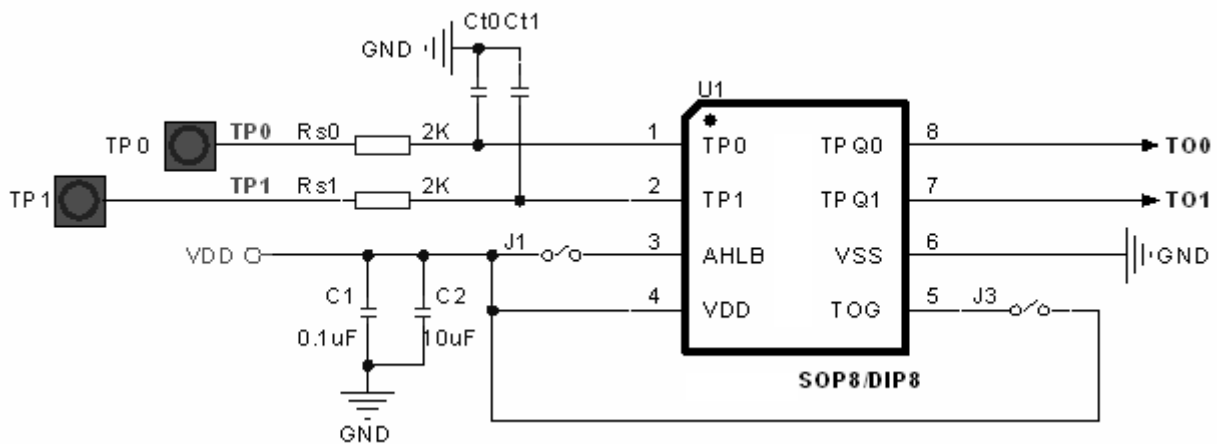 Ct0Ct1
GND
U1
TP0 TP0 Rs0 2K 1 TP0 TPQ0 8 TO0
TP1 TP1 Rs1 2K 2 TP1 TPQ1 7 TO1
VDD J1 3 AHLB VSS 6 GND
C1 C2 4 VDD TOG 5 J3
0.1uF 10uF
SOP8/DIP8
GND